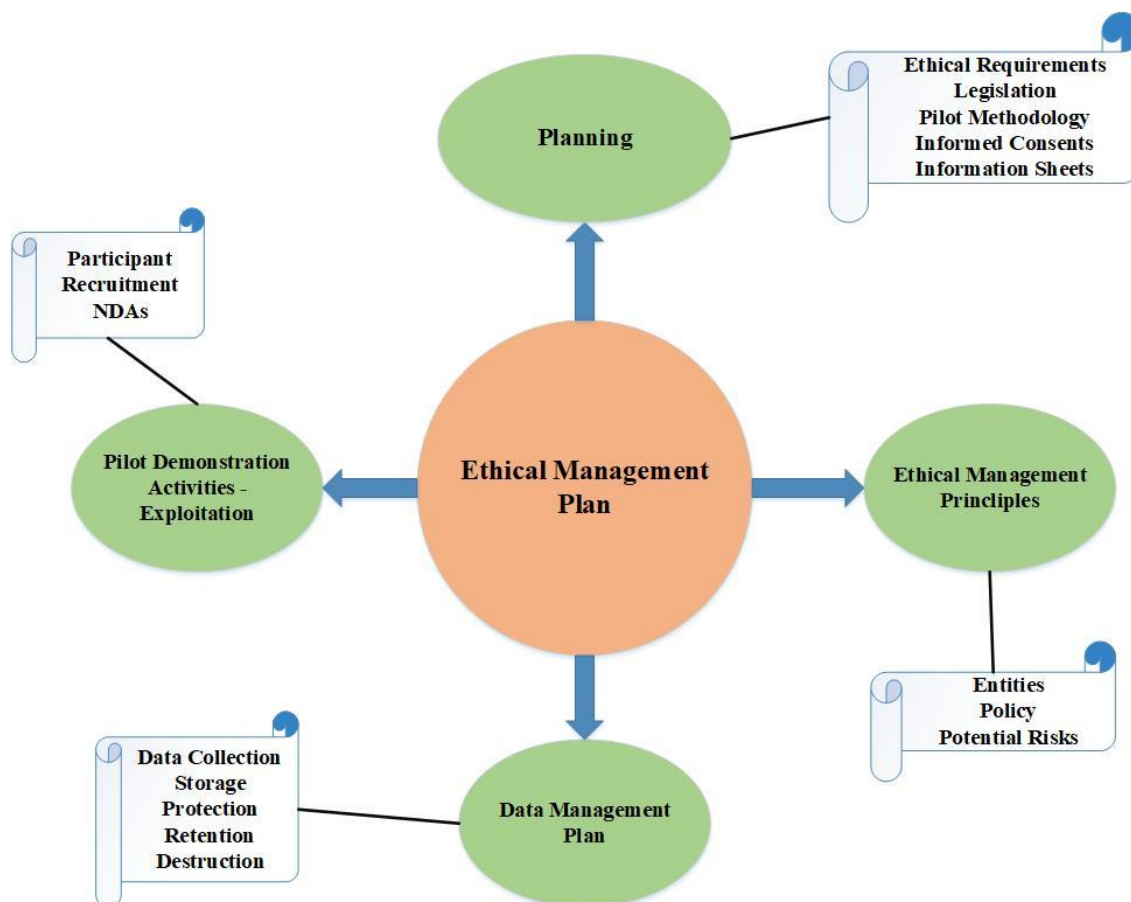 Ethical Requirements
Legislation
Pilot Methodology
Informed Consents
Information Sheets
Planning
Participant
Recruitment
NDAs
Pilot Demonstration
Activities -
Exploitation
Ethical Management
Plan
Ethical Management
Princliples
Entities
Policy
Potential Risks
Data Collection
Storage
Protection
Retention
Destruction
Data Management
Plan